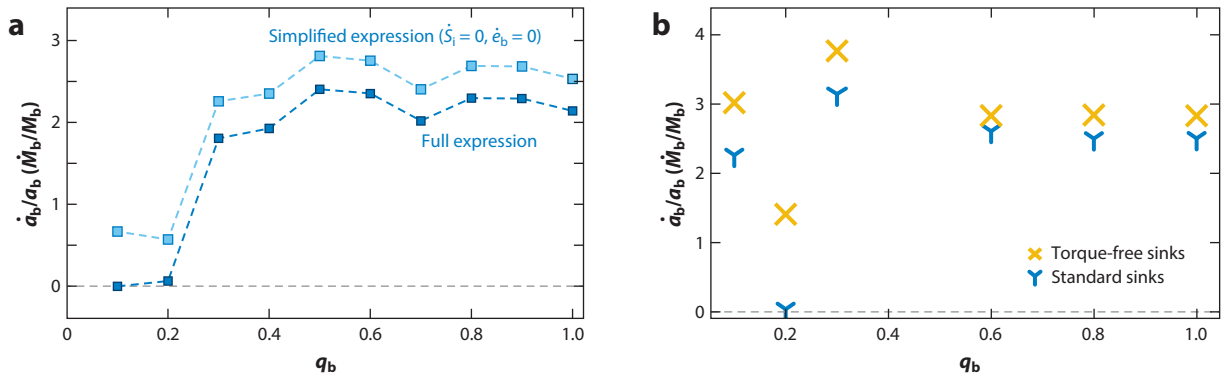 a
Simplified expression (Ṡi = 0, ėb = 0)
Full expression
ȧb/ab (Ṁb/Mb)
3
2
1
0
0
0.2
0.4
0.6
0.8
1.0
qb
b
Torque-free sinks
Standard sinks
ȧb/ab (Ṁb/Mb)
4
3
2
1
0
0.2
0.4
0.6
0.8
1.0
qb